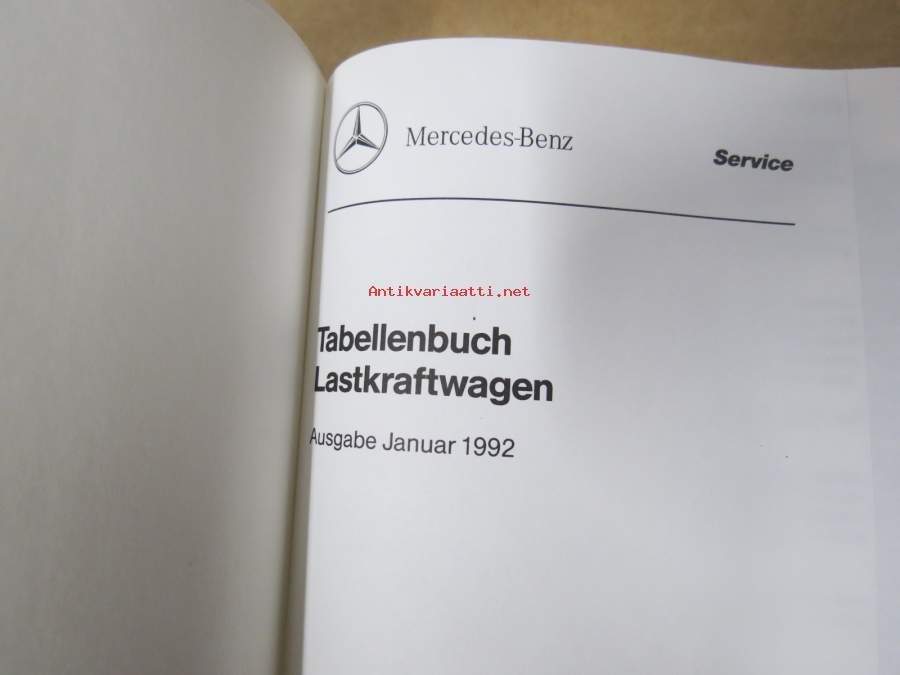 Mercedes-Benz
Service
Antikvariaatti.net
Tabellenbuch
Lastkraftwagen
Ausgabe Januar 1992